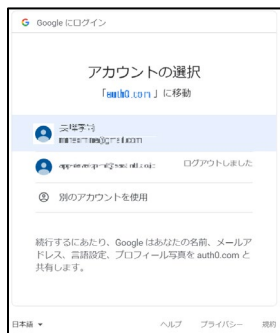 Google にログイン
アカウントの選択
「auth0.com」に移動
ログアウトしました
別のアカウントを使用
続行するにあたり、Google はあなたの名前、メールア
ドレス、言語設定、プロフィール写真を auth0.com と
共有します。
日本語 ヘルプ プライバシー 規約